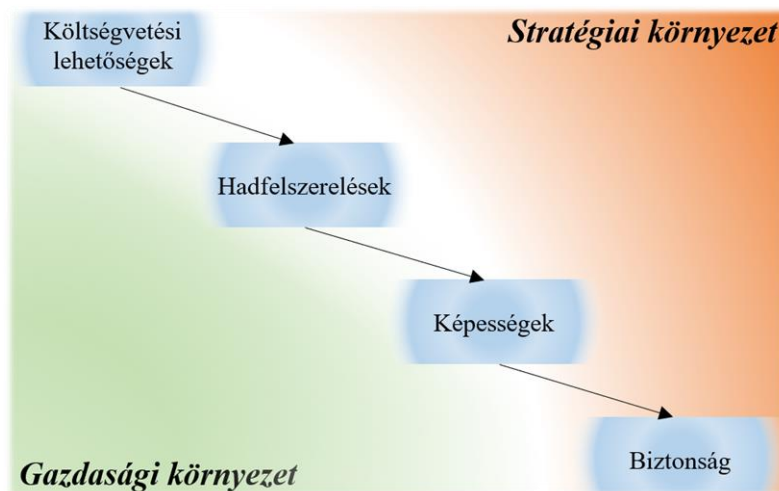 Költségvetési
lehetőségek
Stratégiai környezet
Hadfelszerelések
Képességek
Gazdasági környezet
Biztonság